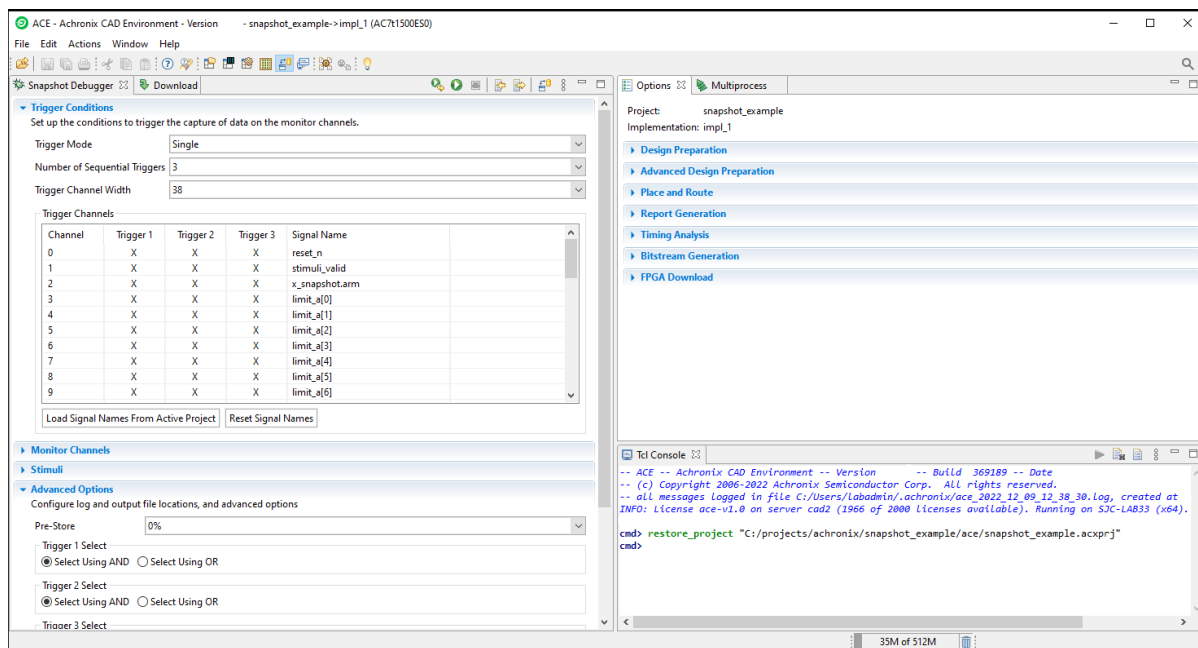 ACE - Achronix CAD Environment - Version - snapshot_example->impl_1 (AC7t1500ES0)
File Edit Actions Window Help
Snapshot Debugger Download
Trigger Conditions
Set up the conditions to trigger the capture of data on the monitor channels.
Trigger Mode Single
Number of Sequential Triggers 3
Trigger Channel Width 38
Trigger Channels
Channel Trigger 1 Trigger 2 Trigger 3 Signal Name
0 X X X reset_n
1 X X X stimuli_valid
2 X X X x_snapshot.arm
3 X X X limit_a[0]
4 X X X limit_a[1]
5 X X X limit_a[2]
6 X X X limit_a[3]
7 X X X limit_a[4]
8 X X X limit_a[5]
9 X X X limit_a[6]
Load Signal Names From Active Project Reset Signal Names
Monitor Channels
Stimuli
Advanced Options
Configure log and output file locations, and advanced options
Pre-Store 0%
Trigger 1 Select
Select Using AND Select Using OR
Trigger 2 Select
Select Using AND Select Using OR
Trigger 3 Select
Options Multiprocess
Project: snapshot_example
Implementation: impl_1
Design Preparation
Advanced Design Preparation
Place and Route
Report Generation
Timing Analysis
Bitstream Generation
FPGA Download
Tcl Console
-- ACE -- Achronix CAD Environment -- Version -- Build 369189 -- Date
-- (c) Copyright 2006-2022 Achronix Semiconductor Corp. All rights reserved.
-- all messages logged in file C:/Users/labadmin/.achronix/ace_2022_12_09_12_38_30.log, created at
INFO: License ace-v1.0 on server cad2 (1966 of 2000 licenses available). Running on SJC-LAB33 (x64).
cmd> restore_project "C:/projects/achronix/snapshot_example/ace/snapshot_example.acxprj"
cmd>
35M of 512M